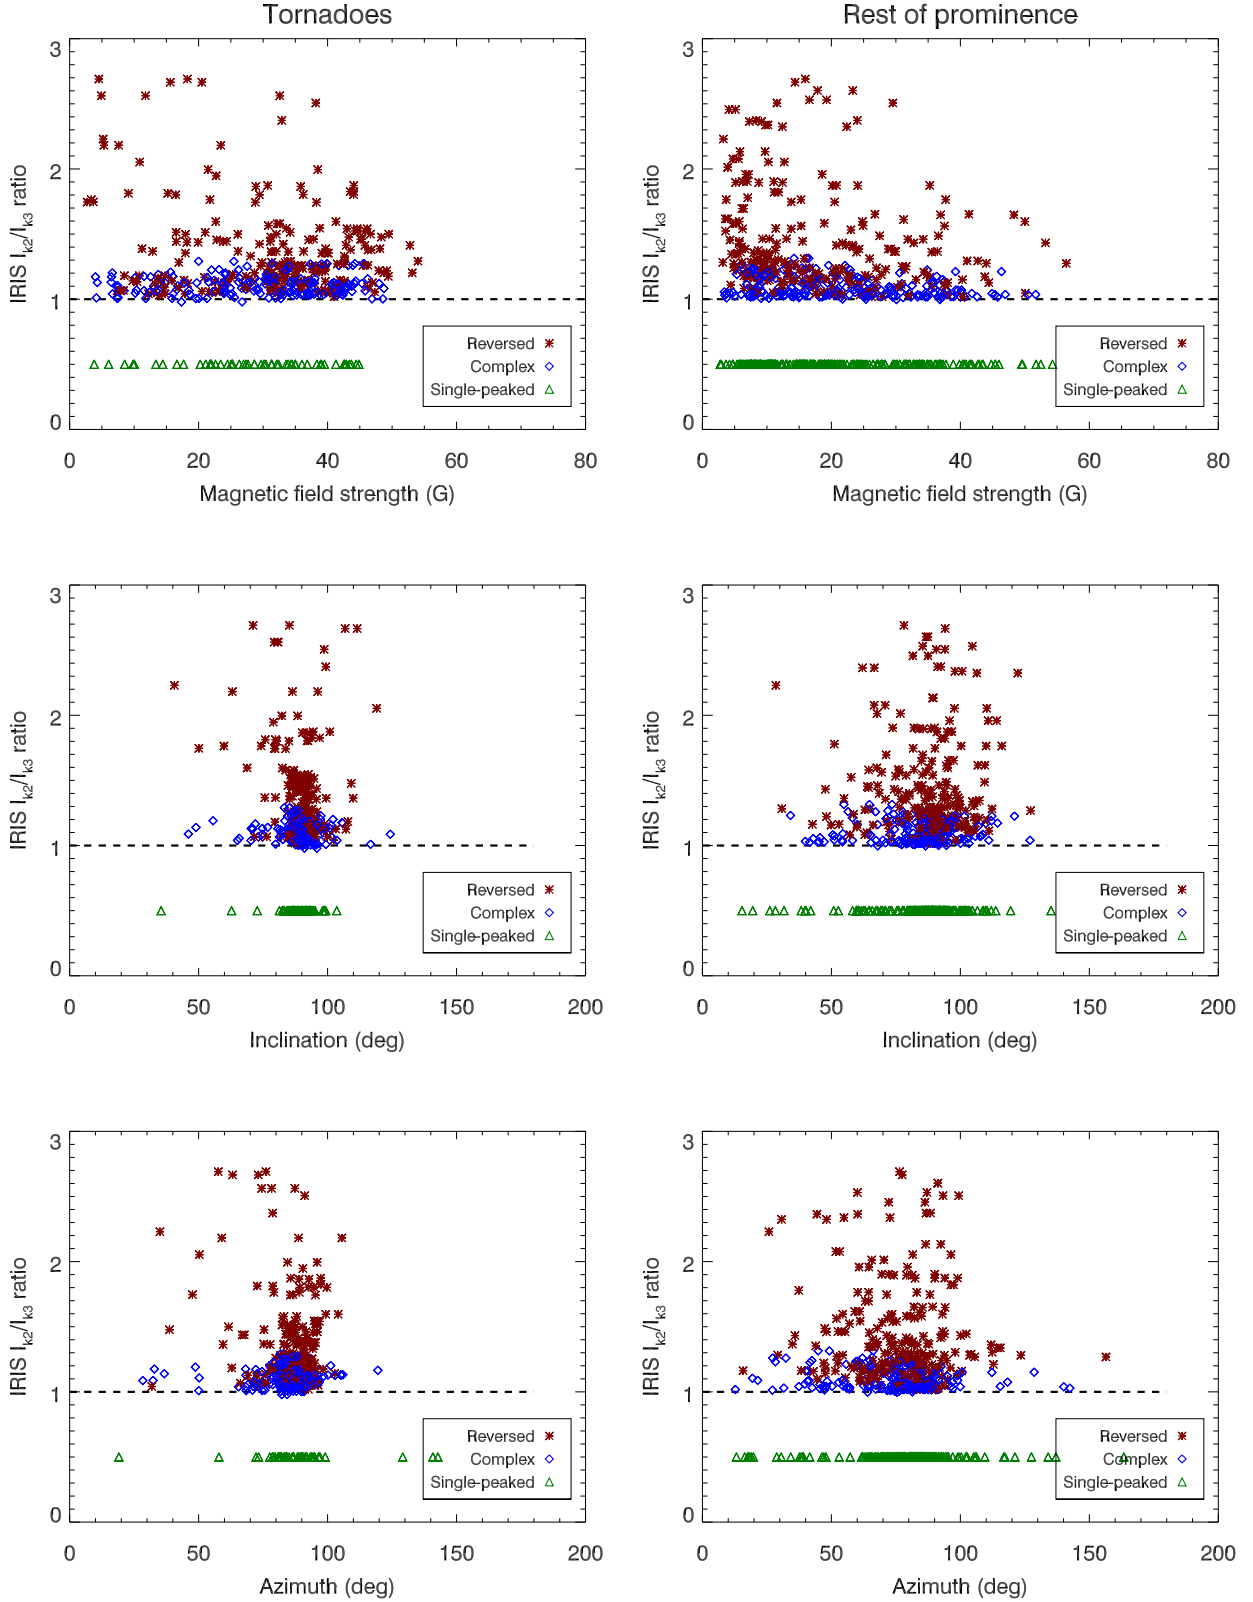 Tornadoes
Rest of prominence
3
2
1
0
IRIS Ik2/Ik3 ratio
Reversed
Complex
Single-peaked
0 20 40 60 80
Magnetic field strength (G)
3
2
1
0
IRIS Ik2/Ik3 ratio
Reversed
Complex
Single-peaked
0 20 40 60 80
Magnetic field strength (G)
3
2
1
0
IRIS Ik2/Ik3 ratio
Reversed
Complex
Single-peaked
0 50 100 150 200
Inclination (deg)
3
2
1
0
IRIS Ik2/Ik3 ratio
Reversed
Complex
Single-peaked
0 50 100 150 200
Inclination (deg)
3
2
1
0
IRIS Ik2/Ik3 ratio
Reversed
Complex
Single-peaked
0 50 100 150 200
Azimuth (deg)
3
2
1
0
IRIS Ik2/Ik3 ratio
Reversed
Complex
Single-peaked
0 50 100 150 200
Azimuth (deg)